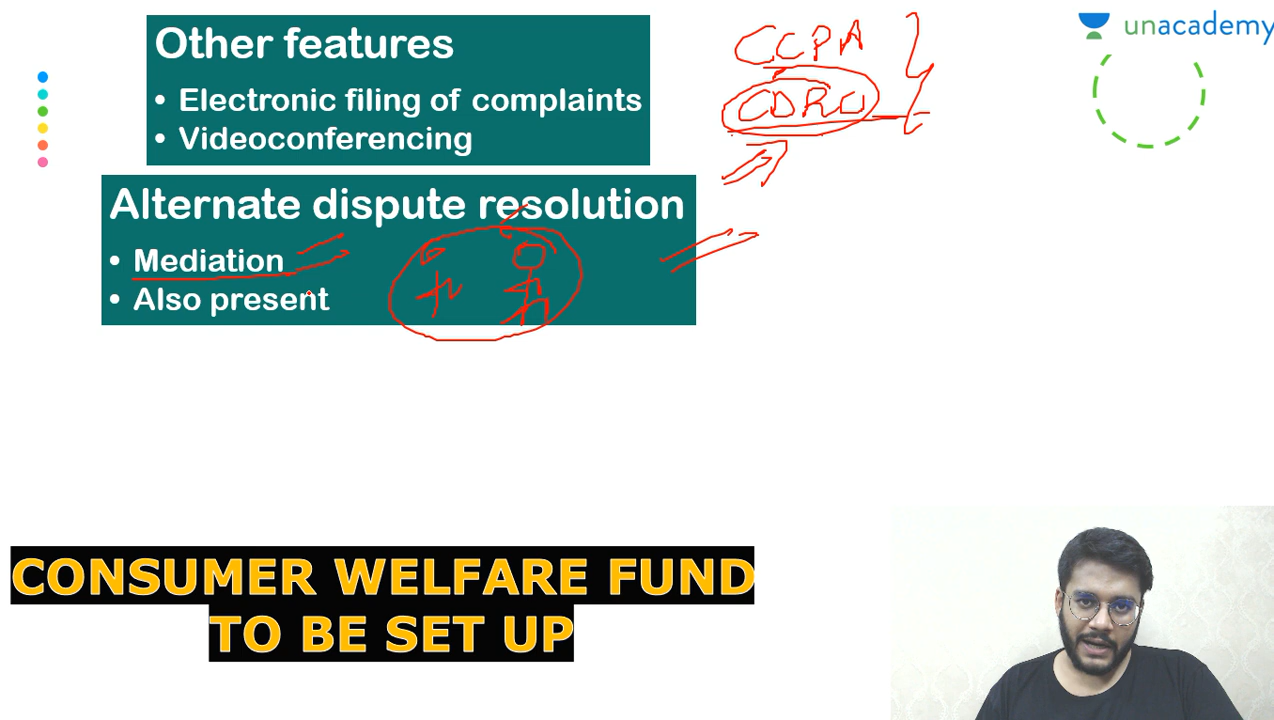 Other features
• Electronic filing of complaints
• Videoconferencing
CCPA
CDRC
unacademy
Alternate dispute resolution
• Mediation
• Also present
CONSUMER WELFARE FUND
TO BE SET UP